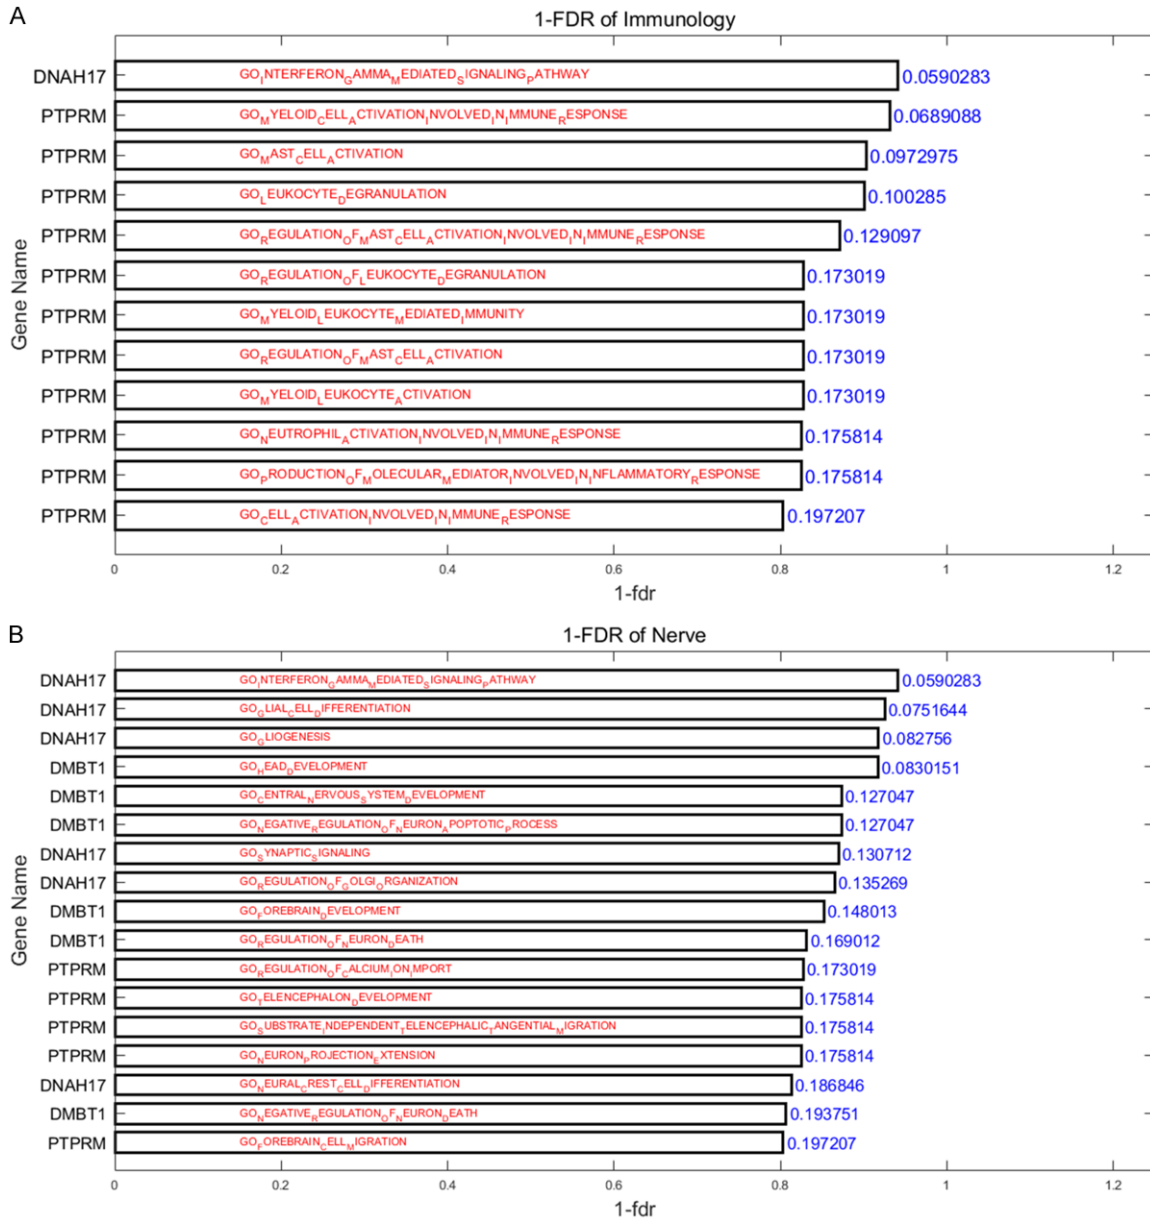 A
1-FDR of Immunology
DNAH17 GO_INTERFERON_GAMMA_MEDIATED_SIGNALING_PATHWAY 0.0590283
PTPRM GO_MYELOID_CELL_ACTIVATION_INVOLVED_IN_IMMUNE_RESPONSE 0.0689088
PTPRM GO_MAST_CELL_ACTIVATION 0.0972975
PTPRM GO_LEUKOCYTE_DEGRANULATION 0.100285
PTPRM GO_REGULATION_OF_MAST_CELL_ACTIVATION_INVOLVED_IN_IMMUNE_RESPONSE 0.129097
PTPRM GO_REGULATION_OF_LEUKOCYTE_DEGRANULATION 0.173019
PTPRM GO_MYELOID_LEUKOCYTE_MEDIATED_IMMUNITY 0.173019
PTPRM GO_REGULATION_OF_MAST_CELL_ACTIVATION 0.173019
PTPRM GO_MYELOID_LEUKOCYTE_ACTIVATION 0.173019
PTPRM GO_NEUTROPHIL_ACTIVATION_INVOLVED_IN_IMMUNE_RESPONSE 0.175814
PTPRM GO_PRODUCTION_OF_MOLECULAR_MEDIATOR_INVOLVED_IN_INFLAMMATORY_RESPONSE 0.175814
PTPRM GO_CELL_ACTIVATION_INVOLVED_IN_IMMUNE_RESPONSE 0.197207
Gene Name
0 0.2 0.4 0.6 0.8 1 1.2
1-fdr
B
1-FDR of Nerve
DNAH17 GO_INTERFERON_GAMMA_MEDIATED_SIGNALING_PATHWAY 0.0590283
DNAH17 GO_GLIAL_CELL_DIFFERENTIATION 0.0751644
DNAH17 GO_GLIOGENESIS 0.082756
DMBT1 GO_HEAD_DEVELOPMENT 0.0830151
DMBT1 GO_CENTRAL_NERVOUS_SYSTEM_DEVELOPMENT 0.127047
DMBT1 GO_NEGATIVE_REGULATION_OF_NEURON_APOPTOTIC_PROCESS 0.127047
DNAH17 GO_SYNAPTIC_SIGNALING 0.130712
DNAH17 GO_REGULATION_OF_GOLGI_ORGANIZATION 0.135269
DMBT1 GO_FOREBRAIN_DEVELOPMENT 0.148013
DMBT1 GO_REGULATION_OF_NEURON_DEATH 0.169012
PTPRM GO_REGULATION_OF_CALCIUM_ION_IMPORT 0.173019
PTPRM GO_TELENCEPHALON_DEVELOPMENT 0.175814
PTPRM GO_SUBSTRATE_INDEPENDENT_TELENCEPHALIC_TANGENTIAL_MIGRATION 0.175814
PTPRM GO_NEURON_PROJECTION_EXTENSION 0.175814
DNAH17 GO_NEURAL_CREST_CELL_DIFFERENTIATION 0.186846
DMBT1 GO_NEGATIVE_REGULATION_OF_NEURON_DEATH 0.193751
PTPRM GO_FOREBRAIN_CELL_MIGRATION 0.197207
Gene Name
0 0.2 0.4 0.6 0.8 1 1.2
1-fdr